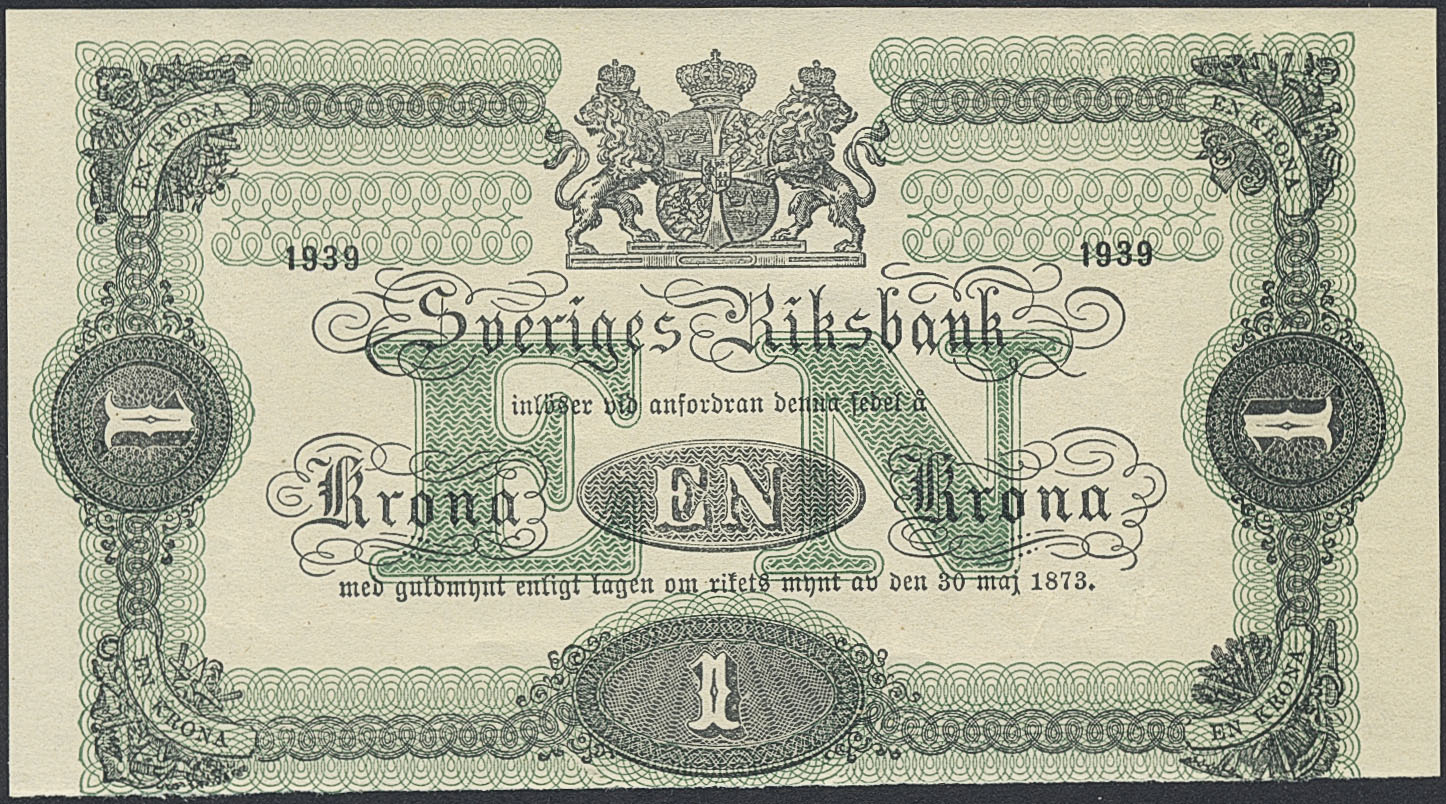 EN KRONA
EN KRONA
1939
1939
Sveriges Riksbank
EN
inlöser vid anfordran denna sedel å
1
1
Krona
EN
Krona
med guldmynt enligt lagen om rikets mynt av den 30 maj 1873.
1
EN KRONA
EN KRONA